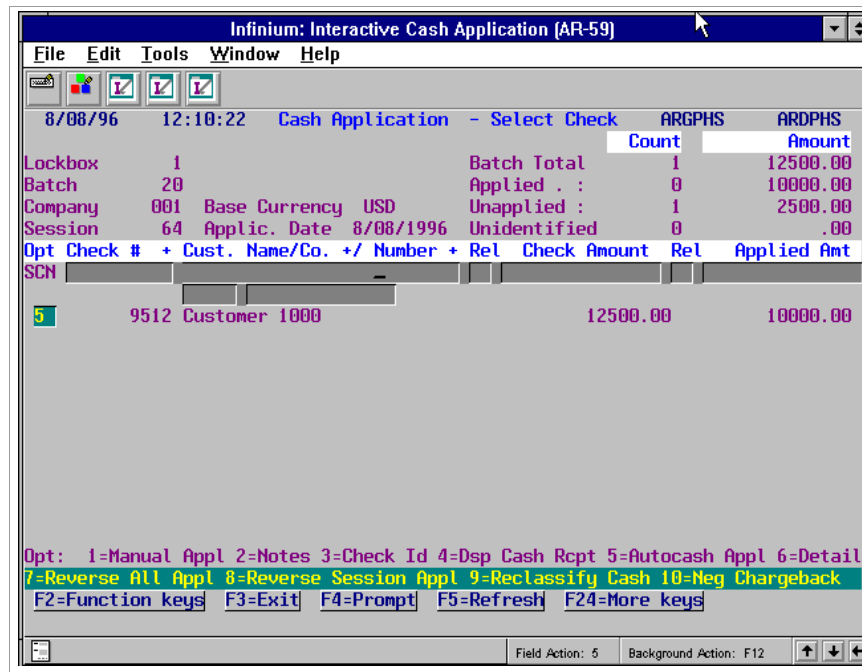 Infinium: Interactive Cash Application (AR-59)
File Edit Tools Window Help
8/08/96 12:10:22 Cash Application - Select Check ARGPHS ARDPHS
Count Amount
Lockbox 1 Batch Total 1 12500.00
Batch 20 Applied . : 0 10000.00
Company 001 Base Currency USD Unapplied : 1 2500.00
Session 64 Applic. Date 8/08/1996 Unidentified 0 .00
Opt Check # + Cust. Name/Co. +/ Number + Rel Check Amount Rel Applied Amt
SCN
5 9512 Customer 1000 12500.00 10000.00
Opt: 1=Manual Appl 2=Notes 3=Check Id 4=Dsp Cash Rcpt 5=Autocash Appl 6=Detail
7=Reverse All Appl 8=Reverse Session Appl 9=Reclassify Cash 10=Neg Chargeback
F2=Function keys F3=Exit F4=Prompt F5=Refresh F24=More keys
Field Action: 5 Background Action: F12